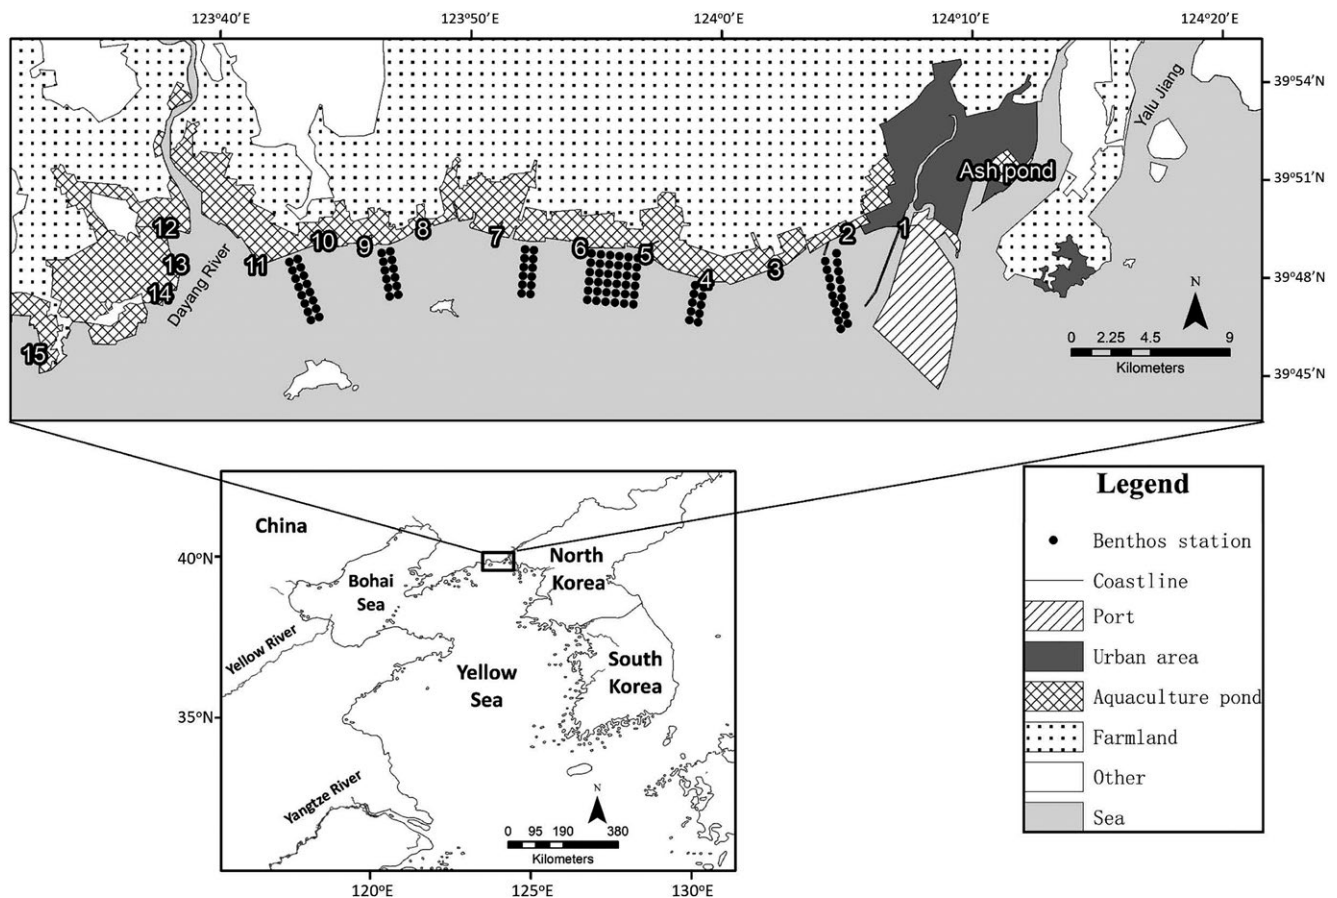 123°40′E
123°50′E
124°0′E
124°10′E
124°20′E
39°54′N
39°51′N
39°48′N
39°45′N
Yalu Jiang
Ash pond
Dayang River
1
2
3
4
5
6
7
8
9
10
11
12
13
14
15
N
0 2.25 4.5 9
Kilometers
China
Bohai
Sea
Yellow River
Yellow
Sea
North
Korea
South
Korea
Yangtze River
40°N
35°N
120°E
125°E
130°E
N
0 95 190 380
Kilometers
Legend
Benthos station
Coastline
Port
Urban area
Aquaculture pond
Farmland
Other
Sea